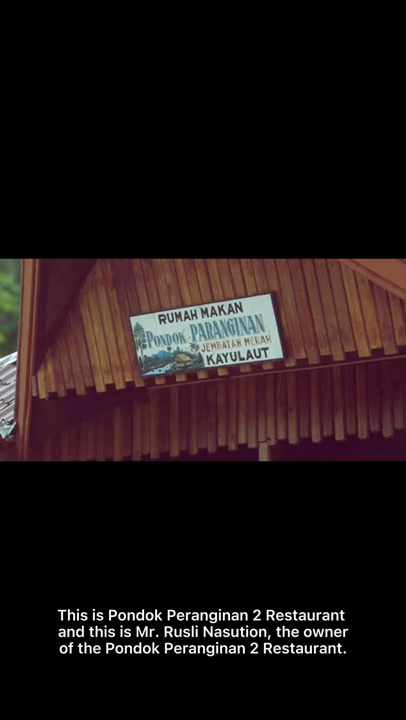 RUMAH MAKAN
PONDOK PARANGINAN
JEMBATAN MERAH
KAYULAUT
This is Pondok Peranginan 2 Restaurant
and this is Mr. Rusli Nasution, the owner
of the Pondok Peranginan 2 Restaurant.